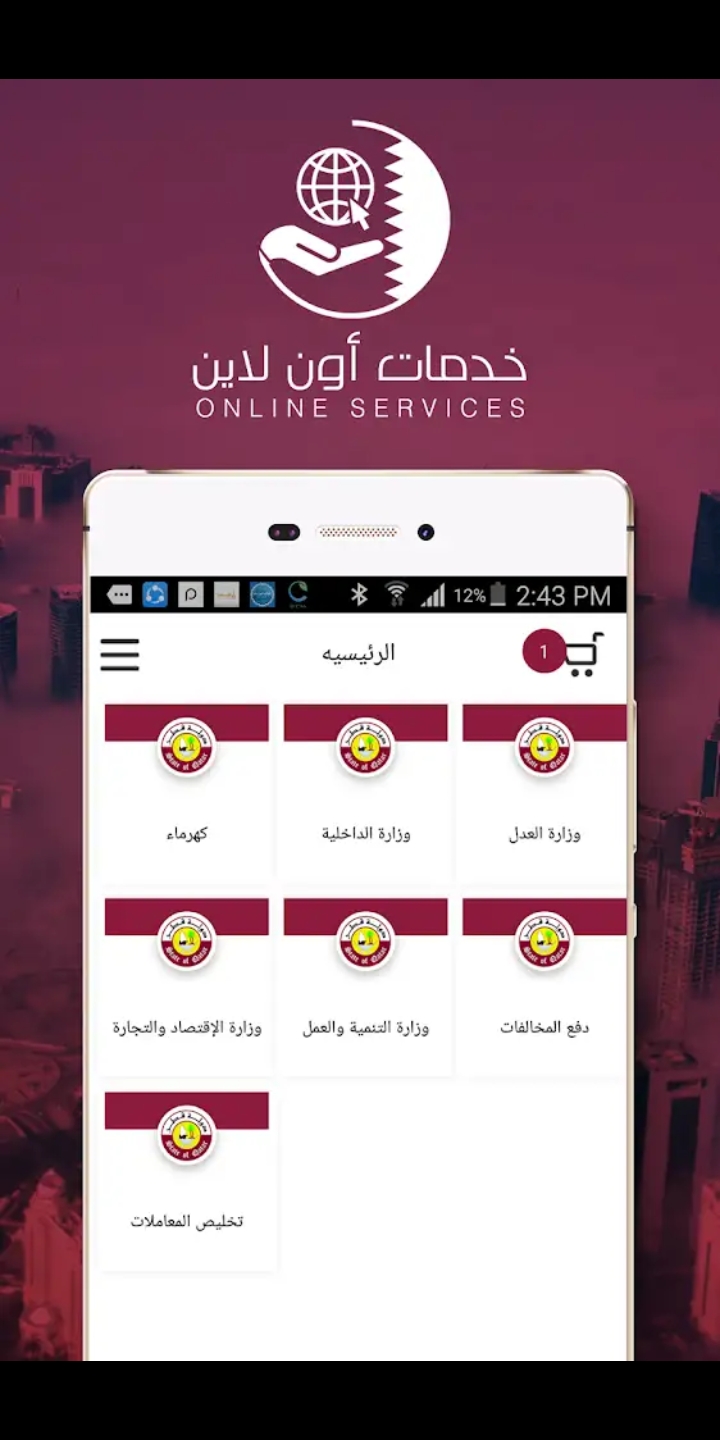 خدمات أون لاين
ONLINE SERVICES
12% 2:43 PM
الرئيسيه
1
وزارة العدل
وزارة الداخلية
كهرماء
دفع المخالفات
وزارة التنمية والعمل
وزارة الإقتصاد والتجارة
تخليص المعاملات